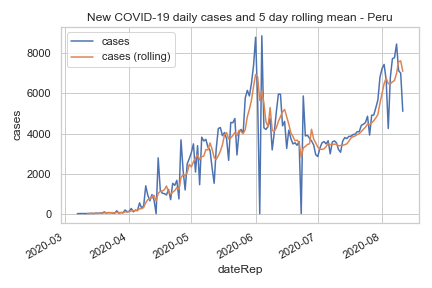 New COVID-19 daily cases and 5 day rolling mean - Peru
cases
cases (rolling)
8000
6000
4000
2000
0
cases
2020-03
2020-04
2020-05
2020-06
2020-07
2020-08
dateRep